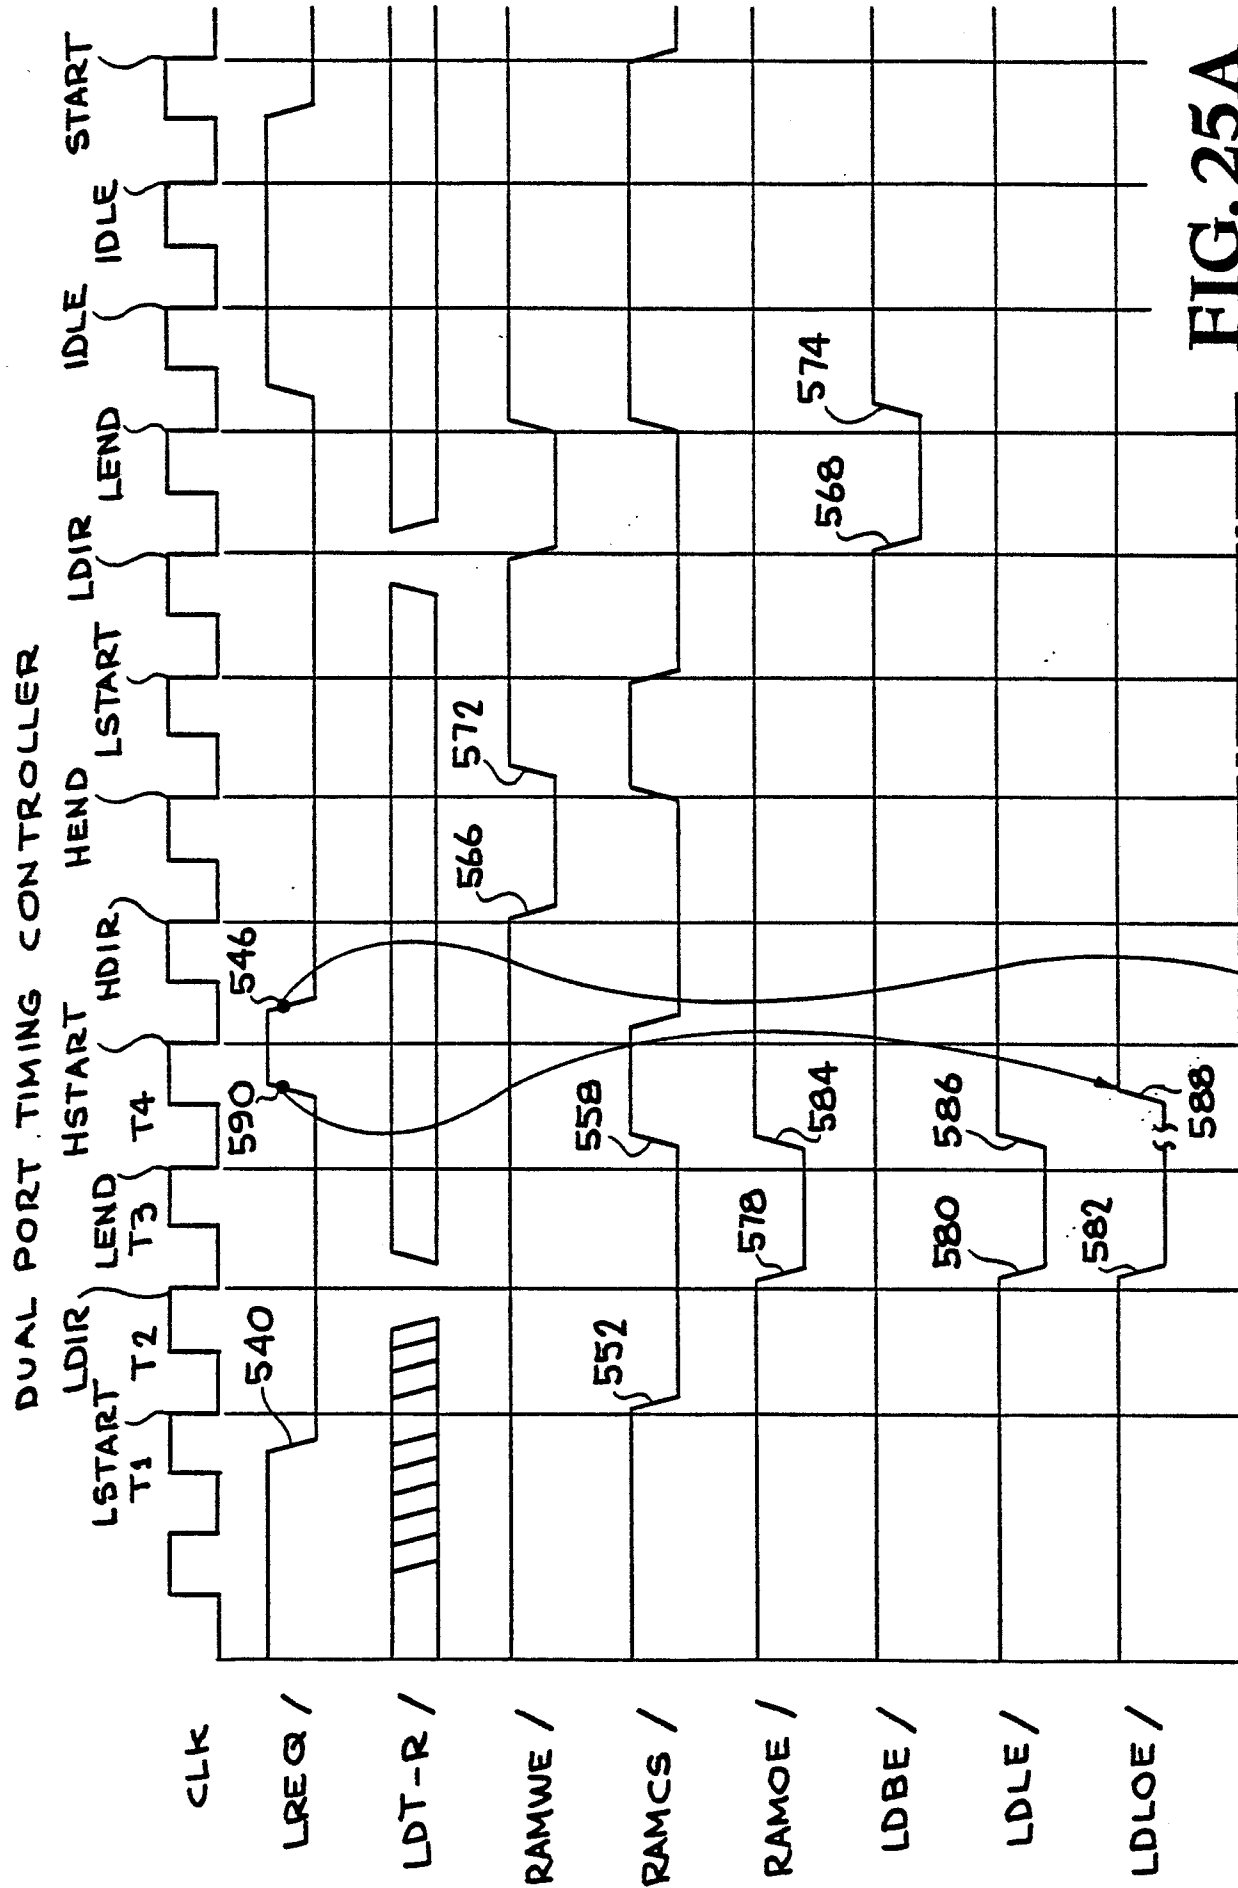 DUAL PORT TIMING CONTROLLER
LSTART LDIR LEND HSTART HDIR HEND LSTART LDIR LEND IDLE IDLE START
T1 T2 T3 T4
CLK
LREQ /
540
590
546
LDT-R /
RAMWE /
566
572
RAMCS /
552
558
RAMOE /
578
584
LDBE /
568
574
LDLE /
580
586
LDLOE /
582
588
FIG. 25A